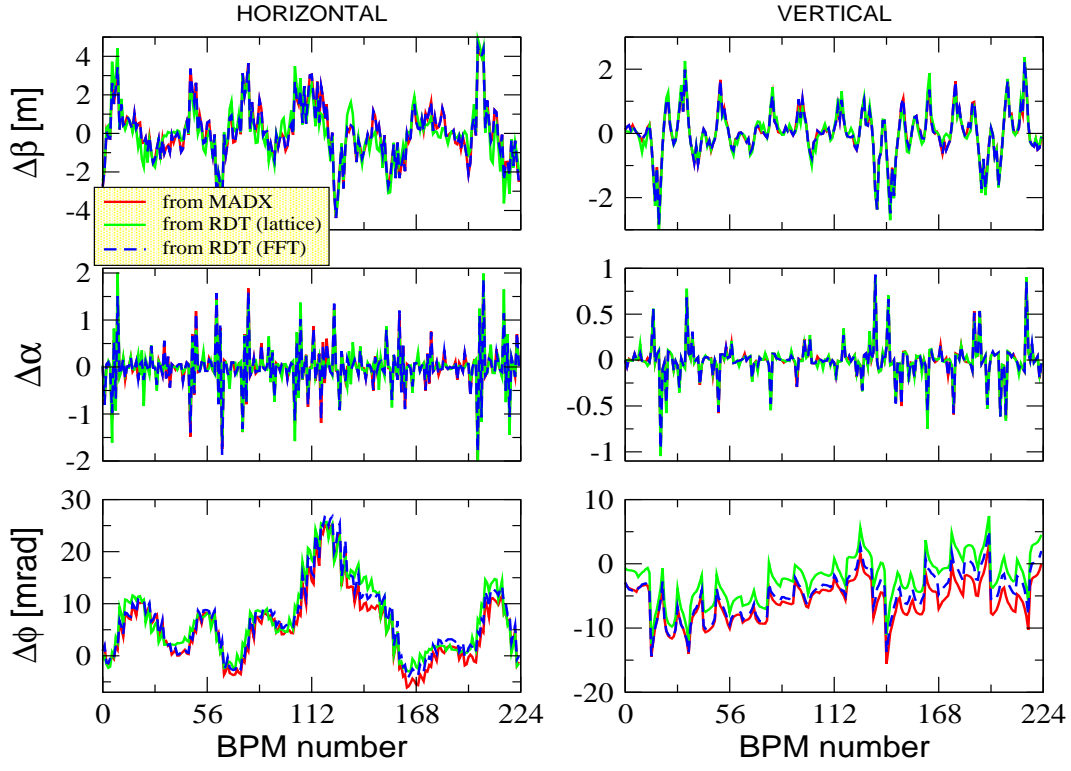 HORIZONTAL
VERTICAL
Δβ [m]
4
2
0
-2
-4
2
0
-2
from MADX
from RDT (lattice)
from RDT (FFT)
Δα
2
1
0
-1
-2
1
0.5
0
-0.5
-1
Δϕ [mrad]
30
20
10
0
10
0
-10
-20
0 56 112 168 224
0 56 112 168 224
BPM number
BPM number